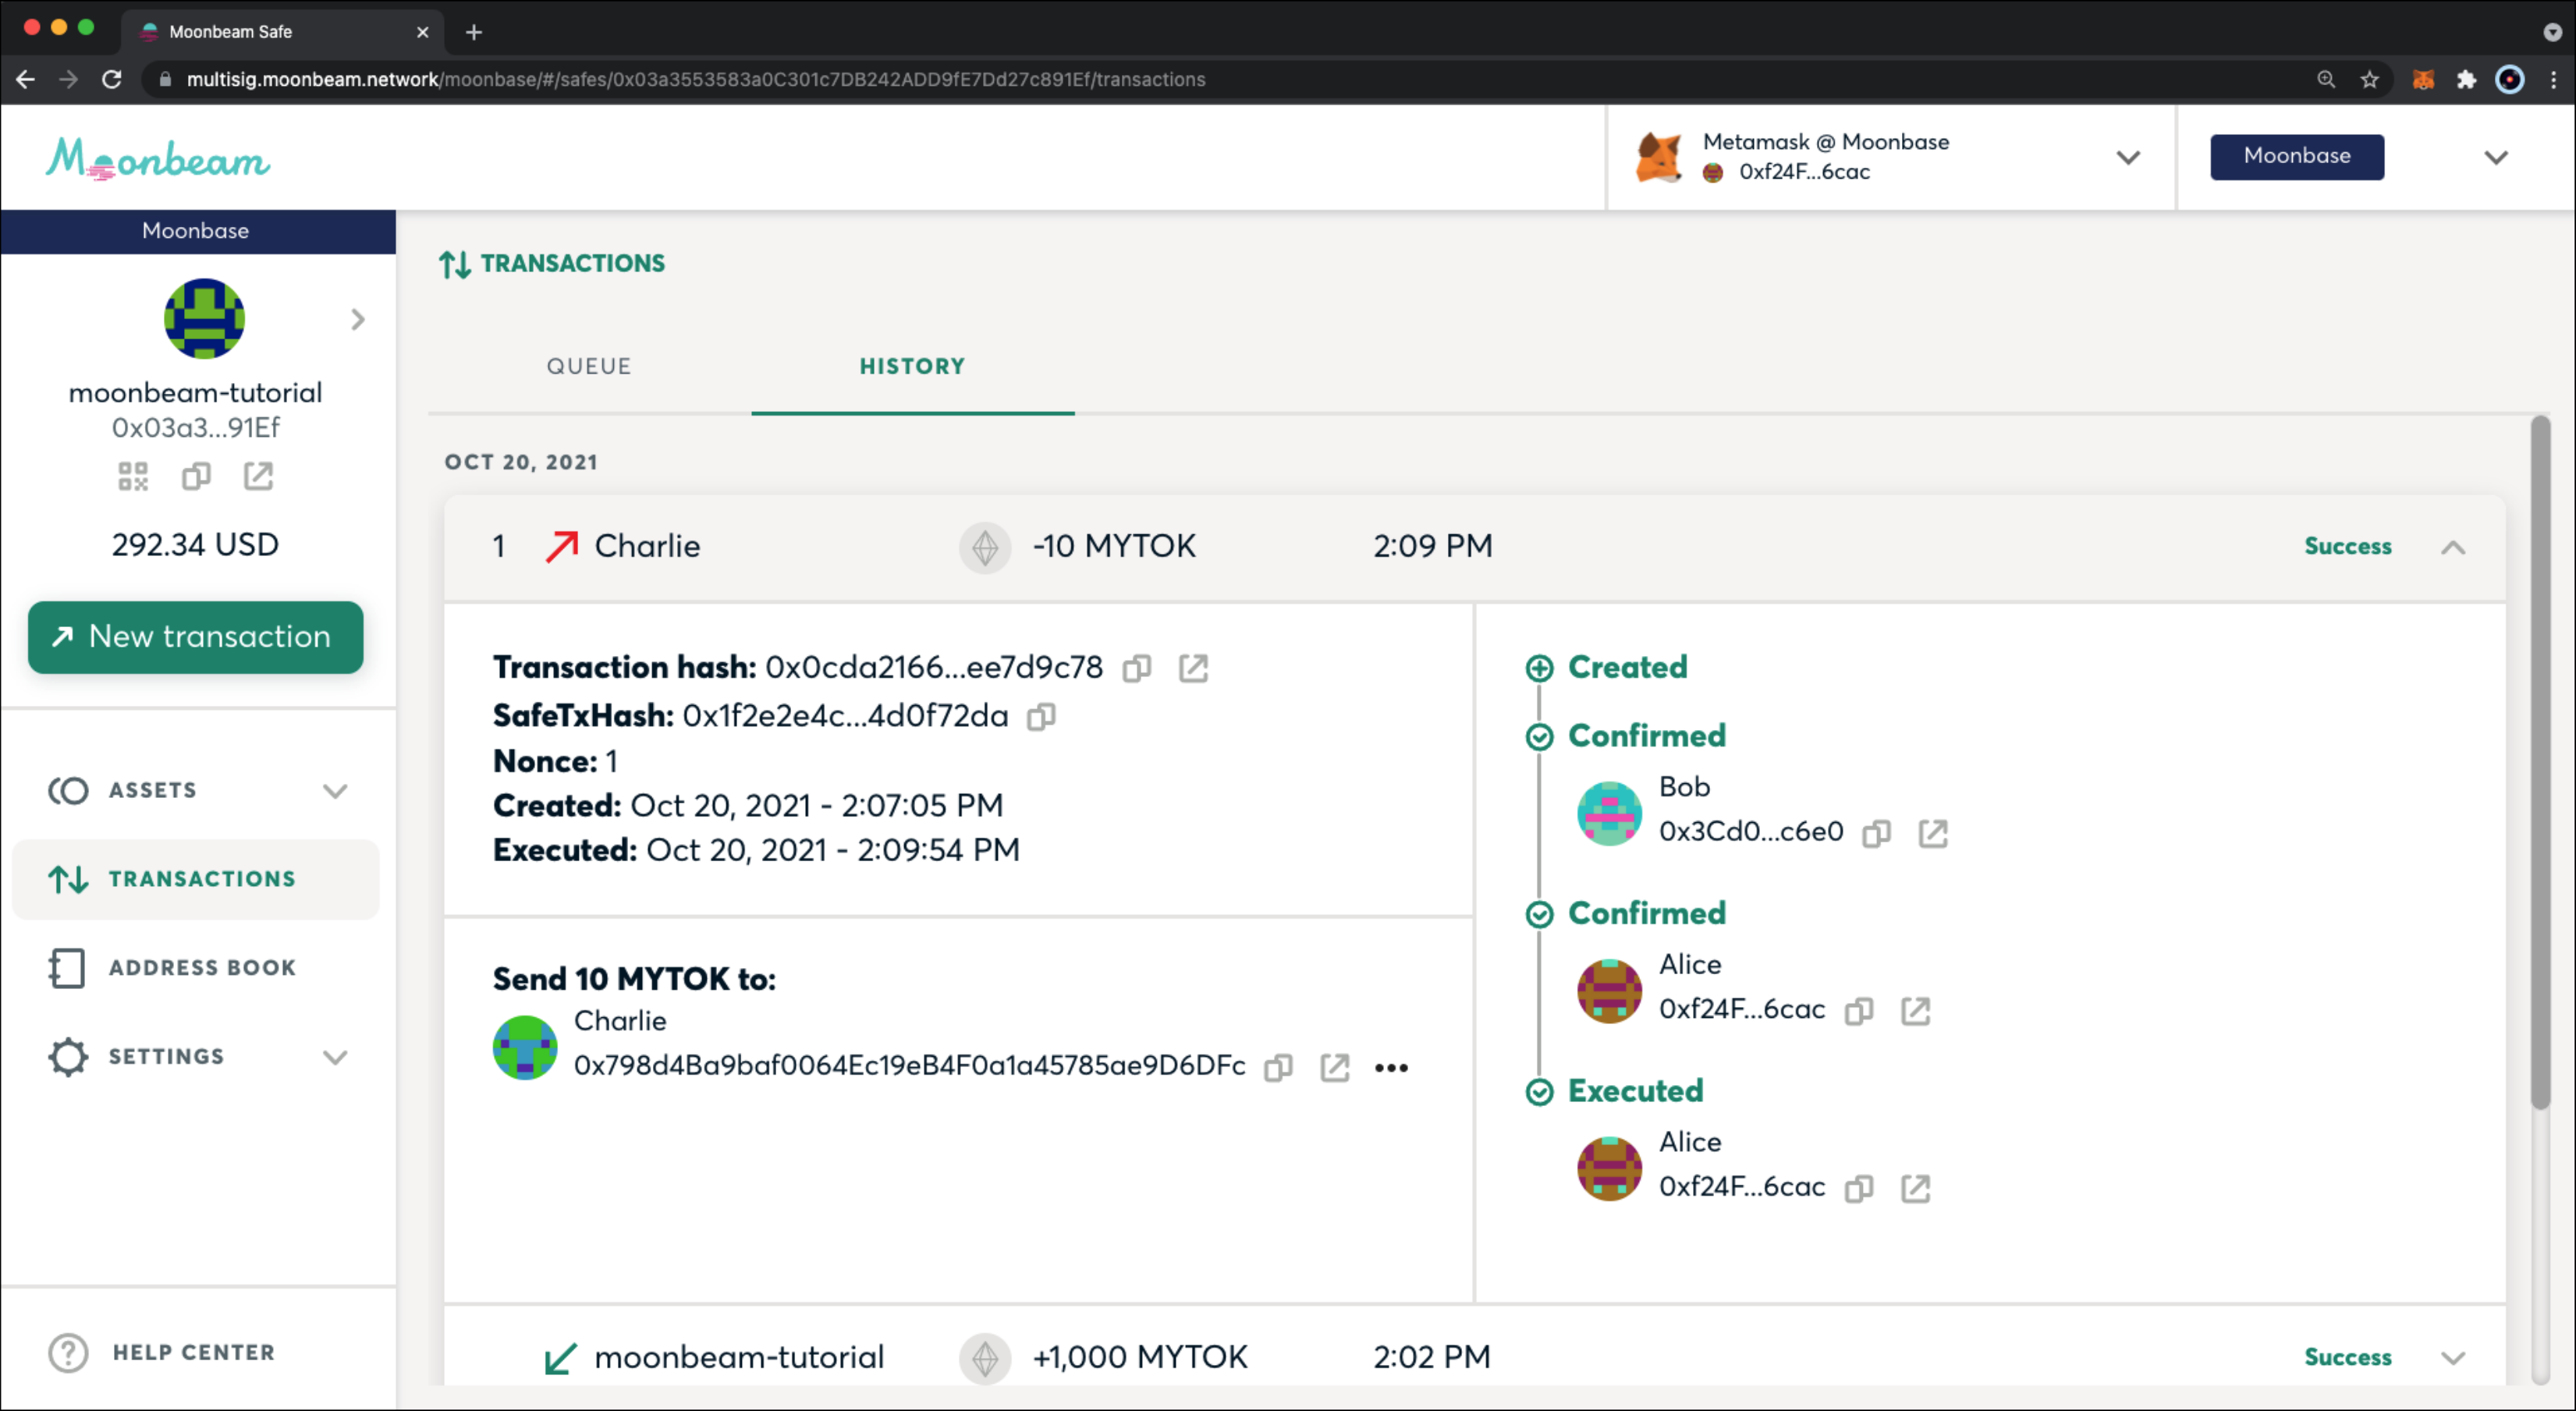 Moonbeam Safe
multisig.moonbeam.network/moonbase/#/safes/0x03a3553583a0C301c7DB242ADD9fE7Dd27c891Ef/transactions
Moonbeam
Metamask @ Moonbase
0xf24F...6cac
Moonbase
Moonbase
moonbeam-tutorial
0x03a3...91Ef
292.34 USD
New transaction
ASSETS
TRANSACTIONS
ADDRESS BOOK
SETTINGS
HELP CENTER
TRANSACTIONS
QUEUE HISTORY
OCT 20, 2021
1 Charlie -10 MYTOK 2:09 PM Success
Transaction hash: 0x0cda2166...ee7d9c78
SafeTxHash: 0x1f2e2e4c...4d0f72da
Nonce: 1
Created: Oct 20, 2021 - 2:07:05 PM
Executed: Oct 20, 2021 - 2:09:54 PM
Send 10 MYTOK to:
Charlie
0x798d4Ba9baf0064Ec19eB4F0a1a45785ae9D6DFc
Created
Confirmed
Bob
0x3Cd0...c6e0
Confirmed
Alice
0xf24F...6cac
Executed
Alice
0xf24F...6cac
moonbeam-tutorial +1,000 MYTOK 2:02 PM Success